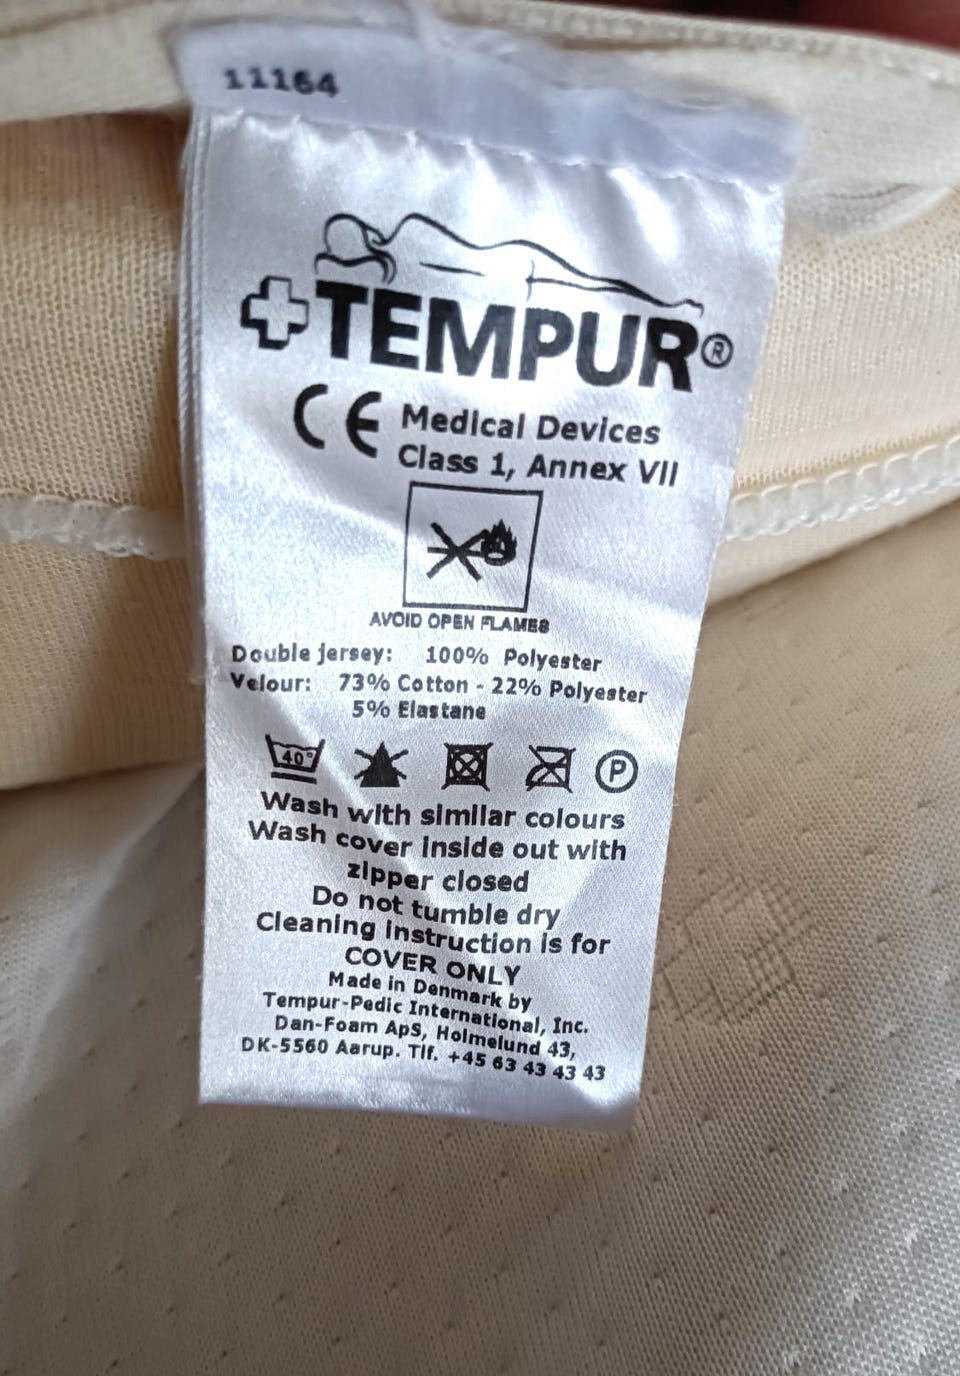 11164
TEMPUR®
CE Medical Devices
Class 1, Annex VII
AVOID OPEN FLAMES
Double jersey: 100% Polyester
Velour: 73% Cotton - 22% Polyester
5% Elastane
40° P
Wash with similar colours
Wash cover inside out with
zipper closed
Do not tumble dry
Cleaning instruction is for
COVER ONLY
Made in Denmark by
Tempur-Pedic International, Inc.
Dan-Foam ApS, Holmelund 43,
DK-5560 Aarup. Tlf. +45 63 43 43 43